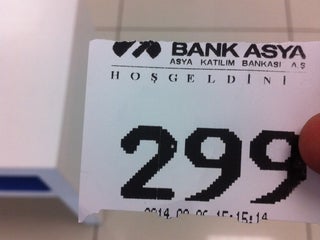 BANK ASYA
ASYA KATILIM BANKASI A.Ş
HOŞGELDİNİ
299